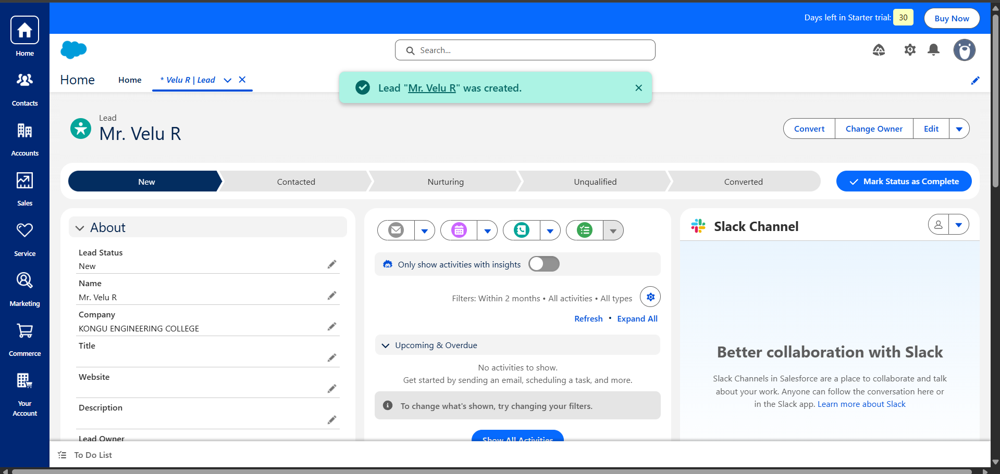 Days left in Starter trial: 30 Buy Now
Search...
Home
Contacts
Accounts
Sales
Service
Marketing
Commerce
Your
Account
Home
Home
* Velu R | Lead
Lead "Mr. Velu R" was created.
Lead
Mr. Velu R
Convert
Change Owner
Edit
New
Contacted
Nurturing
Unqualified
Converted
Mark Status as Complete
About
Lead Status
New
Name
Mr. Velu R
Company
KONGU ENGINEERING COLLEGE
Title
Website
Description
Lead Owner
Only show activities with insights
Filters: Within 2 months • All activities • All types
Refresh • Expand All
Upcoming & Overdue
No activities to show.
Get started by sending an email, scheduling a task, and more.
To change what's shown, try changing your filters.
Show All Activities
Slack Channel
Better collaboration with Slack
Slack Channels in Salesforce are a place to collaborate and talk
about your work. Anyone can follow the conversation here or
in the Slack app. Learn more about Slack
To Do List